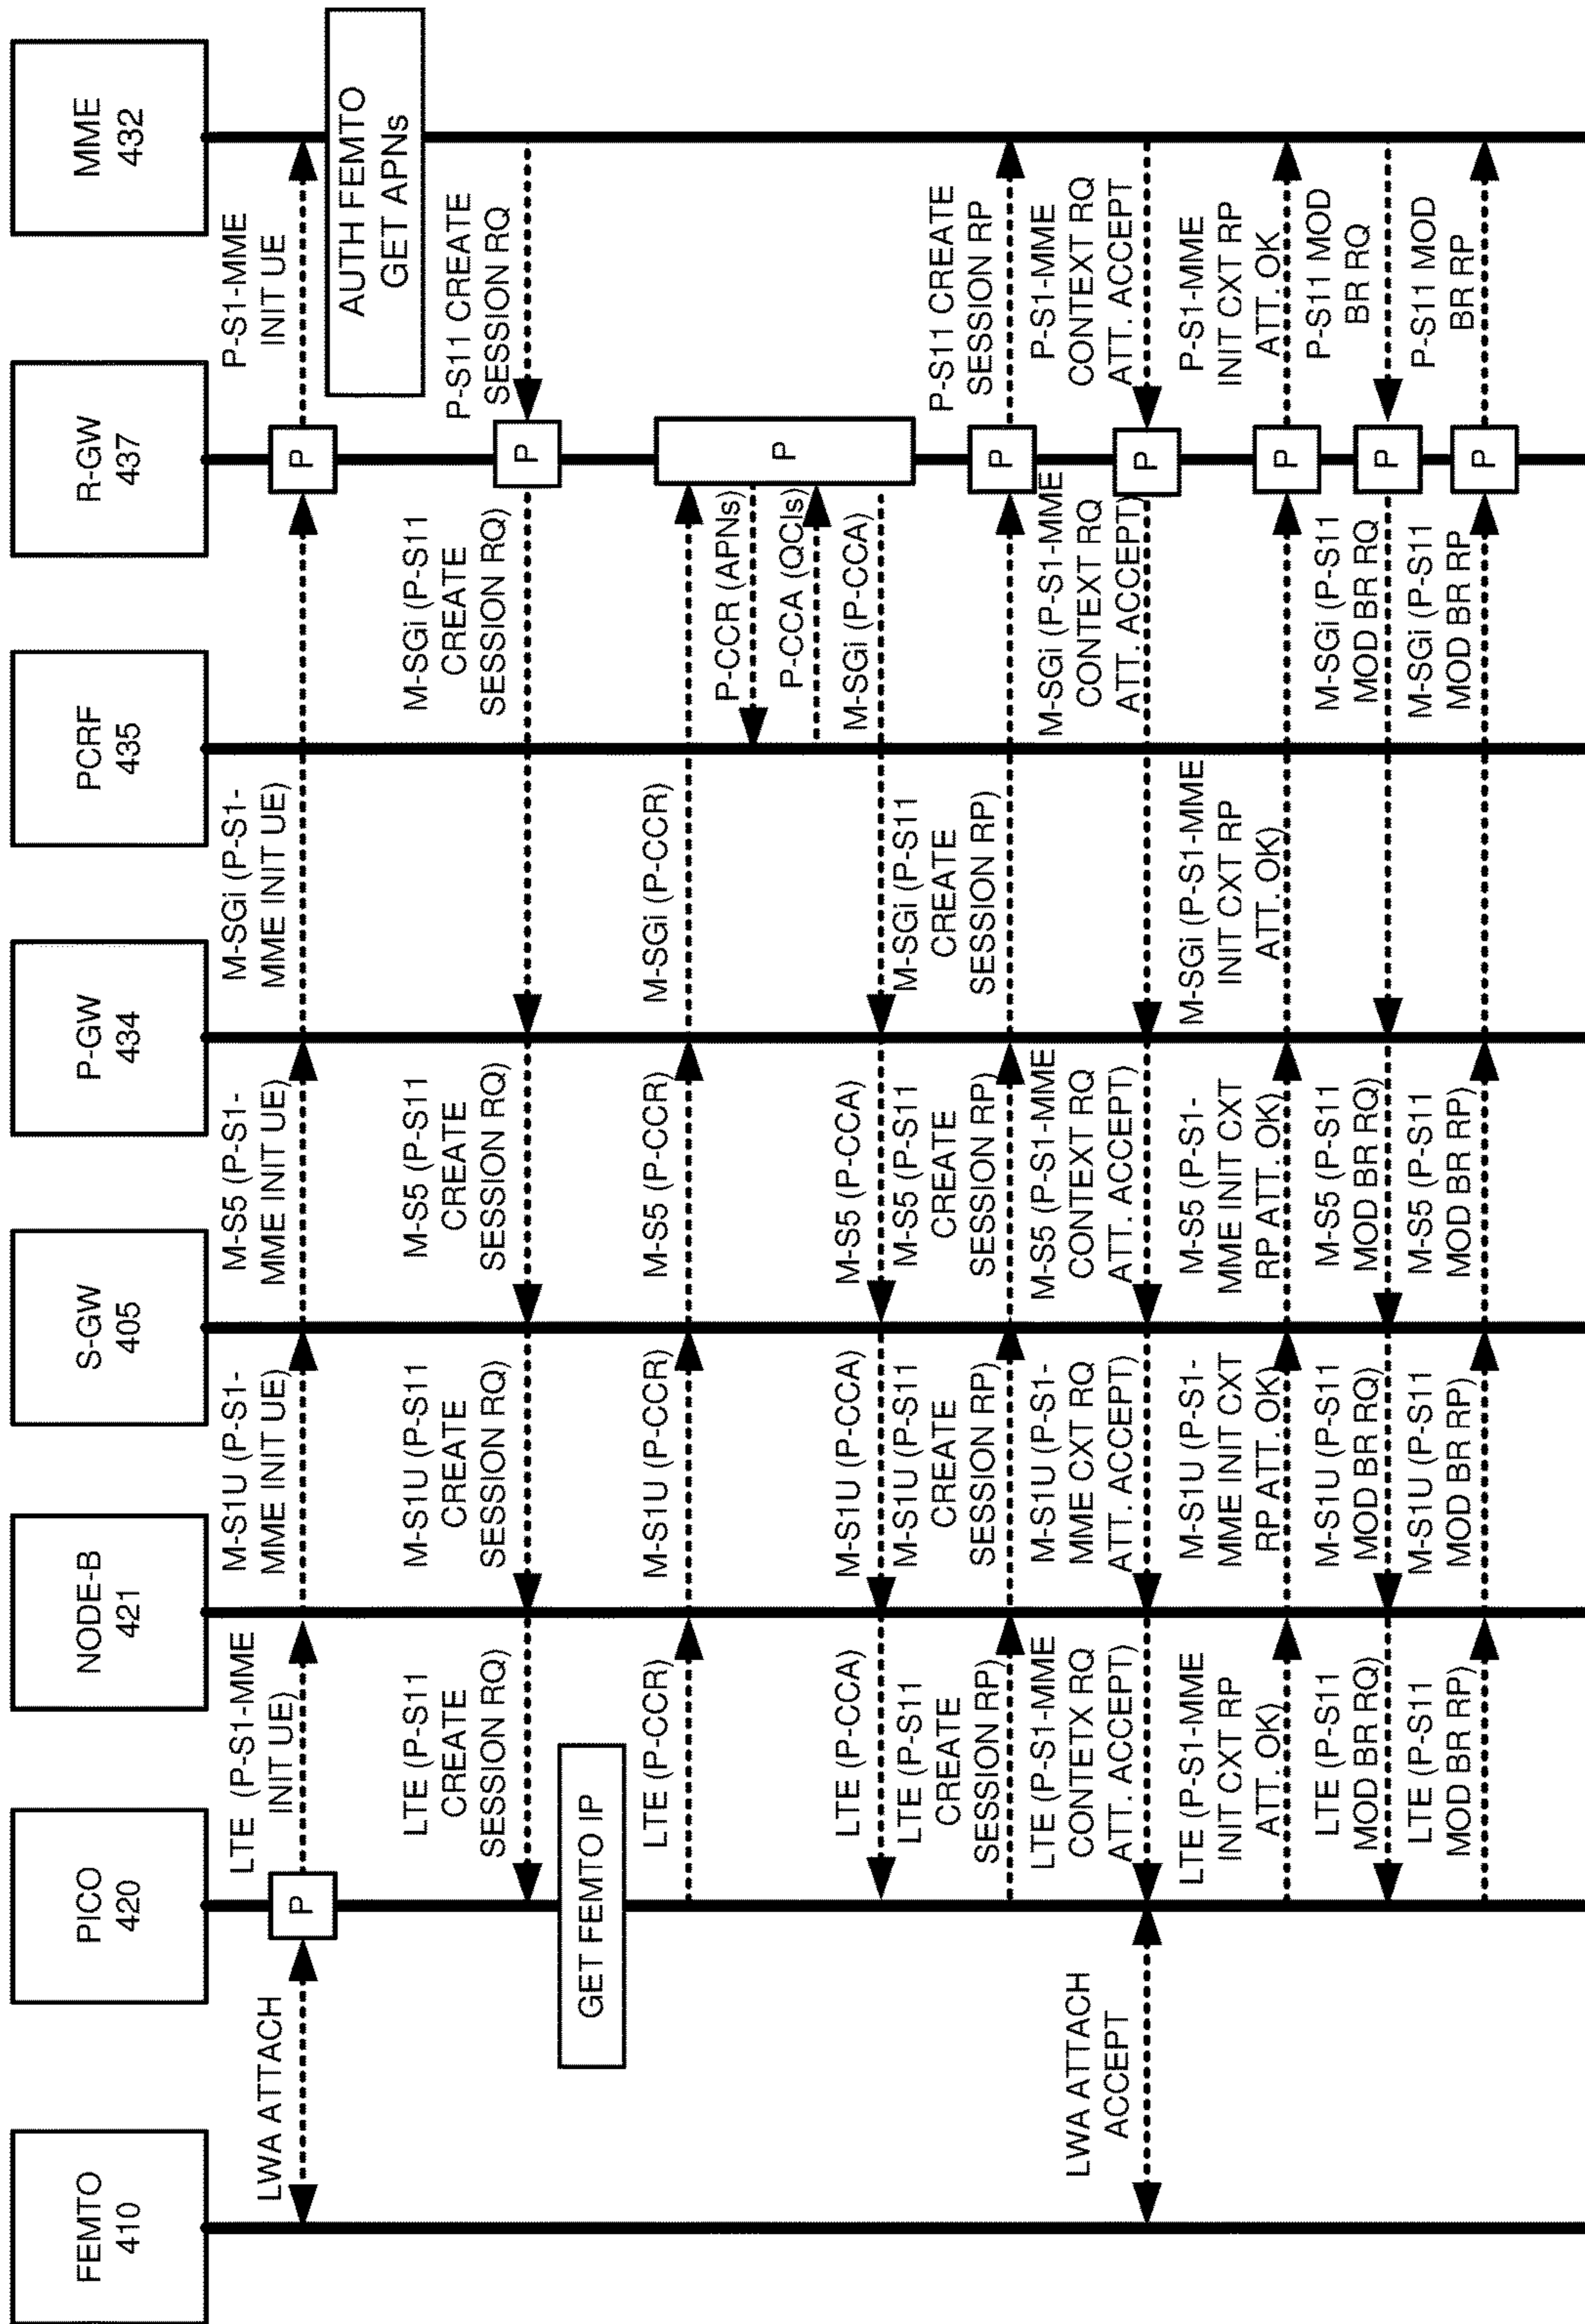 FEMTO
410
PICO
420
NODE-B
421
S-GW
405
P-GW
434
PCRF
435
R-GW
437
MME
432
LWA ATTACH
P
LTE (P-S1-MME
INIT UE)
M-S1U (P-S1-
MME INIT UE)
M-S5 (P-S1-
MME INIT UE)
M-SGi (P-S1-
MME INIT UE)
P
P-S1-MME
INIT UE
AUTH FEMTO
GET APNs
LTE (P-S11
CREATE
SESSION RQ)
M-S1U (P-S11
CREATE
SESSION RQ)
M-S5 (P-S11
CREATE
SESSION RQ)
M-SGi (P-S11
CREATE
SESSION RQ)
P
P-S11 CREATE
SESSION RQ
GET FEMTO IP
LTE (P-CCR)
M-S1U (P-CCR)
M-S5 (P-CCR)
M-SGi (P-CCR)
P
P-CCR (APNs)
P-CCA (QCIs)
LTE (P-CCA)
M-S1U (P-CCA)
M-S5 (P-CCA)
M-SGi (P-CCA)
LTE (P-S11
CREATE
SESSION RP)
M-S1U (P-S11
CREATE
SESSION RP)
M-S5 (P-S11
CREATE
SESSION RP)
M-SGi (P-S11
CREATE
SESSION RP)
P
P-S11 CREATE
SESSION RP
LWA ATTACH
ACCEPT
LTE (P-S1-MME
CONTETX RQ
ATT. ACCEPT)
M-S1U (P-S1-
MME CXT RQ
ATT. ACCEPT)
M-S5 (P-S1-MME
CONTEXT RQ
ATT. ACCEPT)
M-SGi (P-S1-MME
CONTEXT RQ
ATT. ACCEPT)
P
P-S1-MME
CONTEXT RQ
ATT. ACCEPT
LTE (P-S1-MME
INIT CXT RP
ATT. OK)
M-S1U (P-S1-
MME INIT CXT
RP ATT. OK)
M-S5 (P-S1-
MME INIT CXT
RP ATT. OK)
M-SGi (P-S1-MME
INIT CXT RP
ATT. OK)
P
P-S1-MME
INIT CXT RP
ATT. OK
LTE (P-S11
MOD BR RQ)
M-S1U (P-S11
MOD BR RQ)
M-S5 (P-S11
MOD BR RQ)
M-SGi (P-S11
MOD BR RQ
P
P-S11 MOD
BR RQ
LTE (P-S11
MOD BR RP)
M-S1U (P-S11
MOD BR RP)
M-S5 (P-S11
MOD BR RP)
M-SGi (P-S11
MOD BR RP
P
P-S11 MOD
BR RP